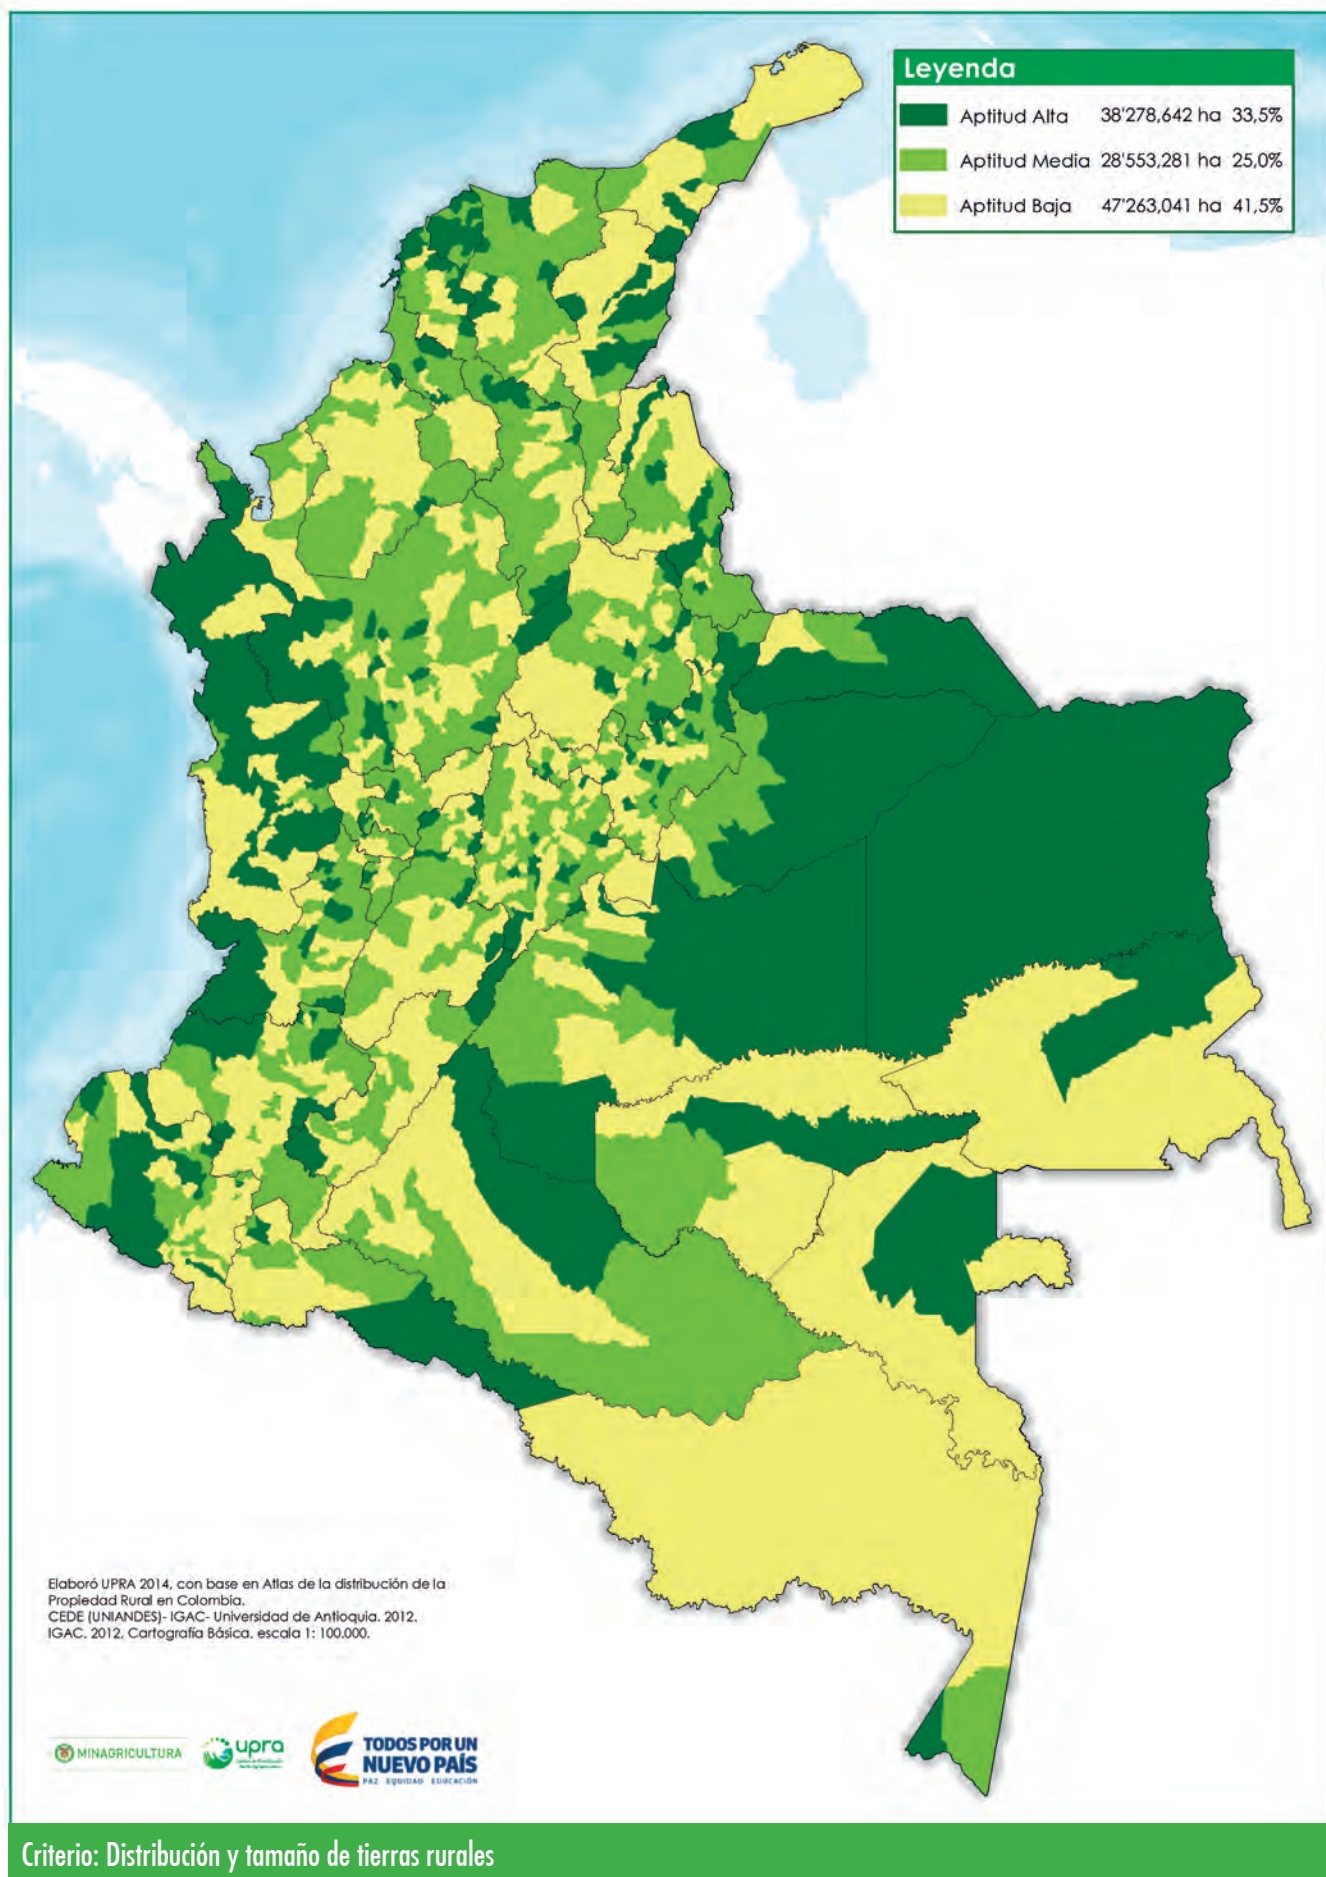 Leyenda
Aptitud Alta 38'278,642 ha 33,5%
Aptitud Media 28'553,281 ha 25,0%
Aptitud Baja 47'263,041 ha 41,5%
Elaboró UPRA 2014, con base en Atlas de la distribución de la
Propiedad Rural en Colombia.
CEDE (UNIANDES)- IGAC- Universidad de Antioquia. 2012.
IGAC. 2012. Cartografía Básica. escala 1: 100.000.
MINAGRICULTURA
upra
TODOS POR UN
NUEVO PAÍS
PAZ EQUIDAD EDUCACIÓN
Criterio: Distribución y tamaño de tierras rurales